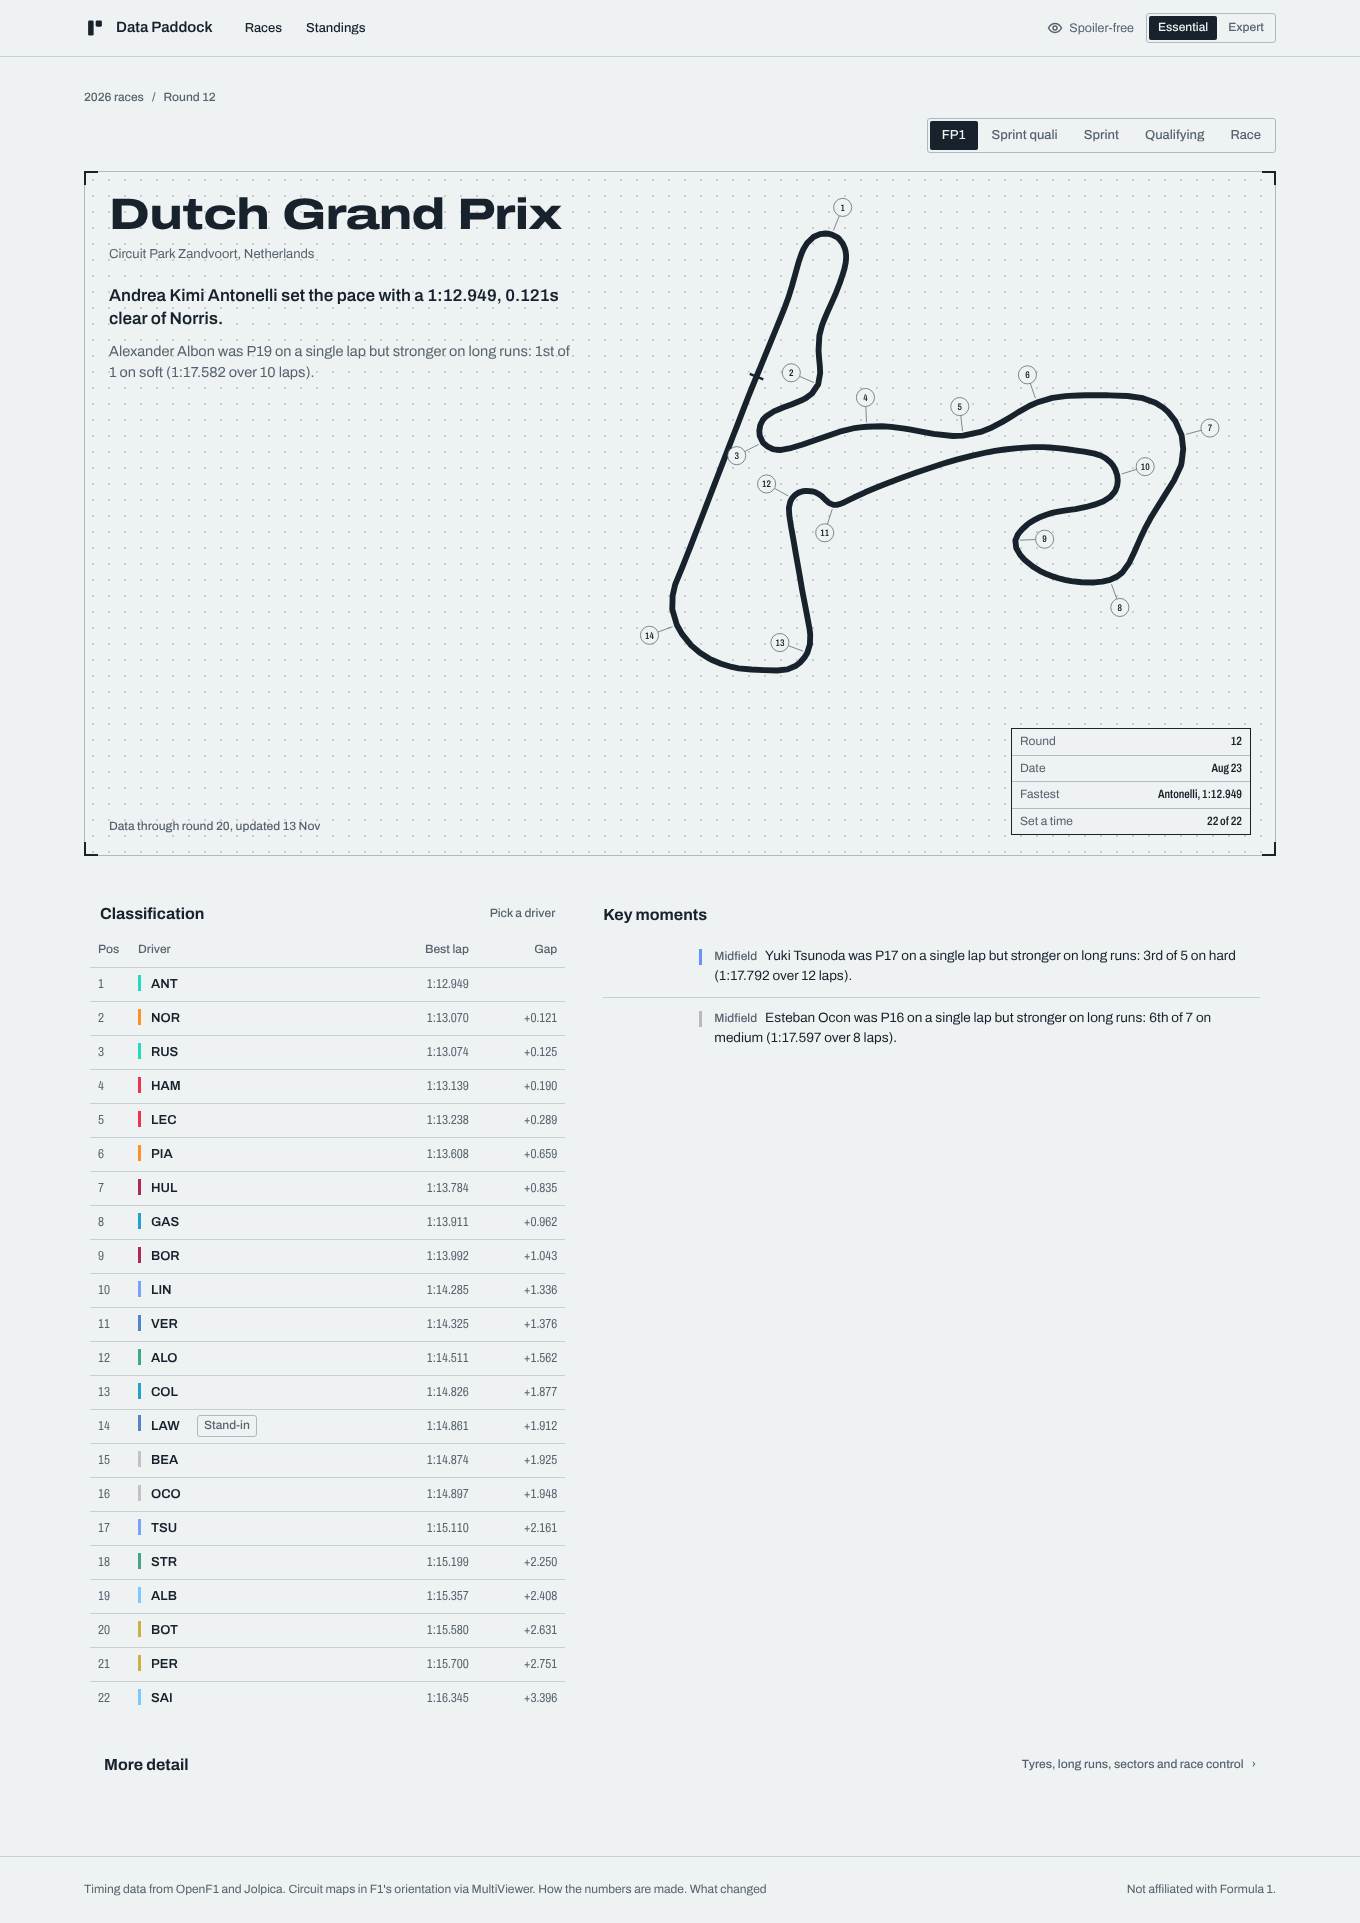 Data Paddock Races Standings Spoiler-free Essential Expert
2026 races / Round 12
FP1 Sprint quali Sprint Qualifying Race
Dutch Grand Prix
Circuit Park Zandvoort, Netherlands
Andrea Kimi Antonelli set the pace with a 1:12.949, 0.121s
clear of Norris.
Alexander Albon was P19 on a single lap but stronger on long runs: 1st of
1 on soft (1:17.582 over 10 laps).
1
2
3
4
5
6
7
8
9
10
11
12
13
14
Round 12
Date Aug 23
Fastest Antonelli, 1:12.949
Set a time 22 of 22
Data through round 20, updated 13 Nov
Classification Pick a driver
Pos Driver Best lap Gap
1 ANT 1:12.949
2 NOR 1:13.070 +0.121
3 RUS 1:13.074 +0.125
4 HAM 1:13.139 +0.190
5 LEC 1:13.238 +0.289
6 PIA 1:13.608 +0.659
7 HUL 1:13.784 +0.835
8 GAS 1:13.911 +0.962
9 BOR 1:13.992 +1.043
10 LIN 1:14.285 +1.336
11 VER 1:14.325 +1.376
12 ALO 1:14.511 +1.562
13 COL 1:14.826 +1.877
14 LAW Stand-in 1:14.861 +1.912
15 BEA 1:14.874 +1.925
16 OCO 1:14.897 +1.948
17 TSU 1:15.110 +2.161
18 STR 1:15.199 +2.250
19 ALB 1:15.357 +2.408
20 BOT 1:15.580 +2.631
21 PER 1:15.700 +2.751
22 SAI 1:16.345 +3.396
Key moments
Midfield Yuki Tsunoda was P17 on a single lap but stronger on long runs: 3rd of 5 on hard
(1:17.792 over 12 laps).
Midfield Esteban Ocon was P16 on a single lap but stronger on long runs: 6th of 7 on
medium (1:17.597 over 8 laps).
More detail Tyres, long runs, sectors and race control ›
Timing data from OpenF1 and Jolpica. Circuit maps in F1's orientation via MultiViewer. How the numbers are made. What changed Not affiliated with Formula 1.